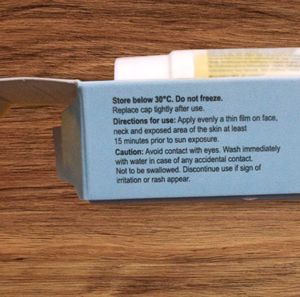 Store below 30°C. Do not freeze.
Replace cap tightly after use.
Directions for use: Apply evenly a thin film on face,
neck and exposed area of the skin at least
15 minutes prior to sun exposure.
Caution: Avoid contact with eyes. Wash immediately
with water in case of any accidental contact.
Not to be swallowed. Discontinue use if sign of
irritation or rash appear.